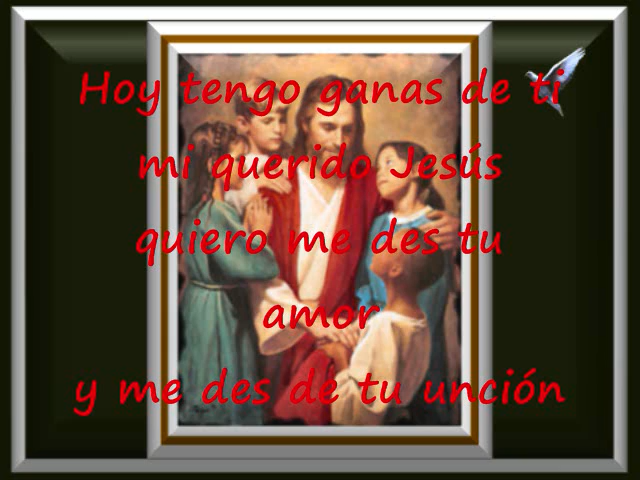 Hoy tengo ganas de ti
mi querido Jesús
quiero me des tu
amor
y me des de tu unción